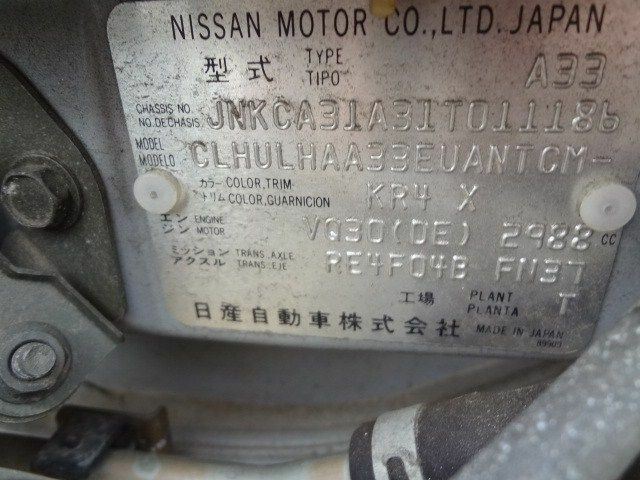 NISSAN MOTOR CO.,LTD. JAPAN
型式 TYPE TIPO A33
CHASSIS NO. NO.DE CHASIS JNKCA31A31T011186
MODEL MODELO CLHULHAA33EUANTCM-
カラー COLOR,TRIM トリム COLOR,GUARNICION KR4 X
エンジン ENGINE MOTOR VQ30(DE) 2988 CC
ミッション TRANS.AXLE アクスル TRANS.EJE RE4F04B FN37
工場 PLANT PLANTA T
日産自動車株式会社 MADE IN JAPAN
89909